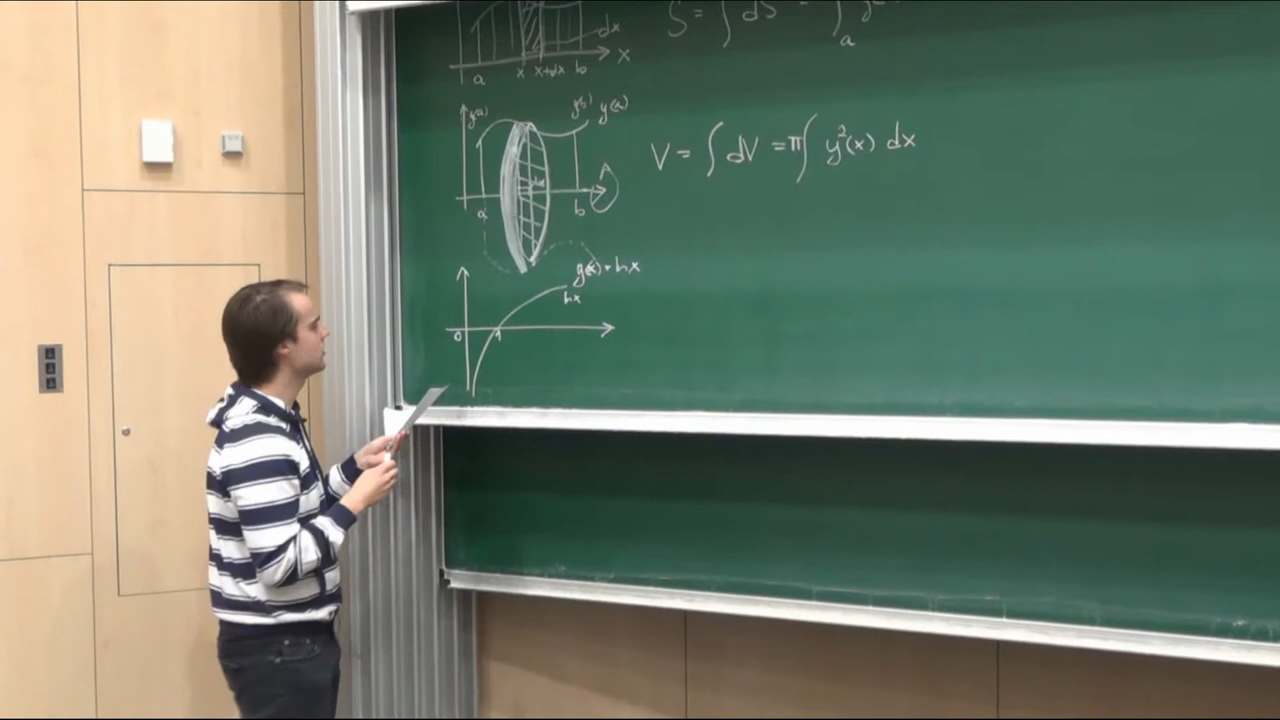 S = ∫ dS =
a
dx
a x x+dx b x
y(a) y(b) y(x)
V = ∫ dV = π ∫ y²(x) dx
a b
y(x) = ln x
ln x
0 1